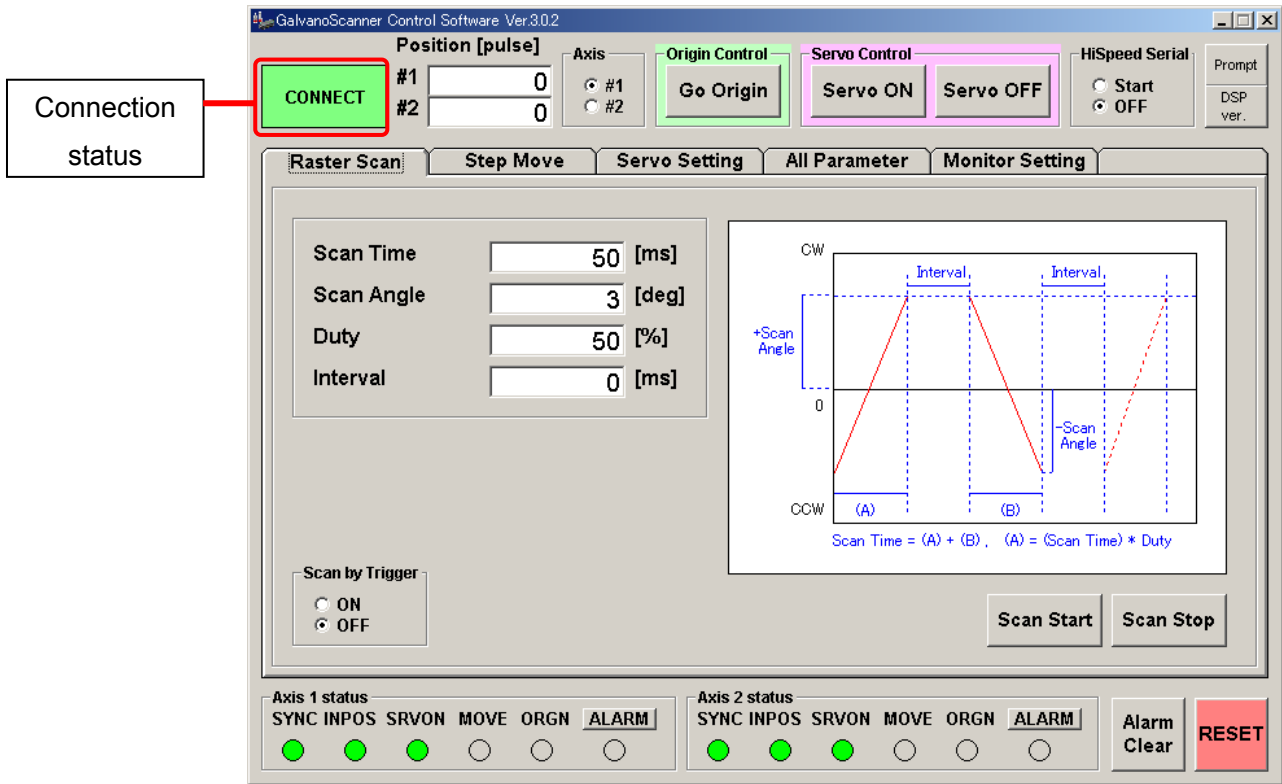 GalvanoScanner Control Software Ver.3.0.2
Connection
status
CONNECT
Position [pulse]
#1 0
#2 0
Axis
#1
#2
Origin Control
Go Origin
Servo Control
Servo ON Servo OFF
HiSpeed Serial
Start
OFF
Prompt
DSP
ver.
Raster Scan Step Move Servo Setting All Parameter Monitor Setting
Scan Time 50 [ms]
Scan Angle 3 [deg]
Duty 50 [%]
Interval 0 [ms]
CW
Interval Interval
+Scan
Angle
0
-Scan
Angle
CCW (A) (B)
Scan Time = (A) + (B) , (A) = (Scan Time) * Duty
Scan by Trigger
ON
OFF
Scan Start Scan Stop
Axis 1 status
SYNC INPOS SRVON MOVE ORGN ALARM
Axis 2 status
SYNC INPOS SRVON MOVE ORGN ALARM
Alarm
Clear
RESET